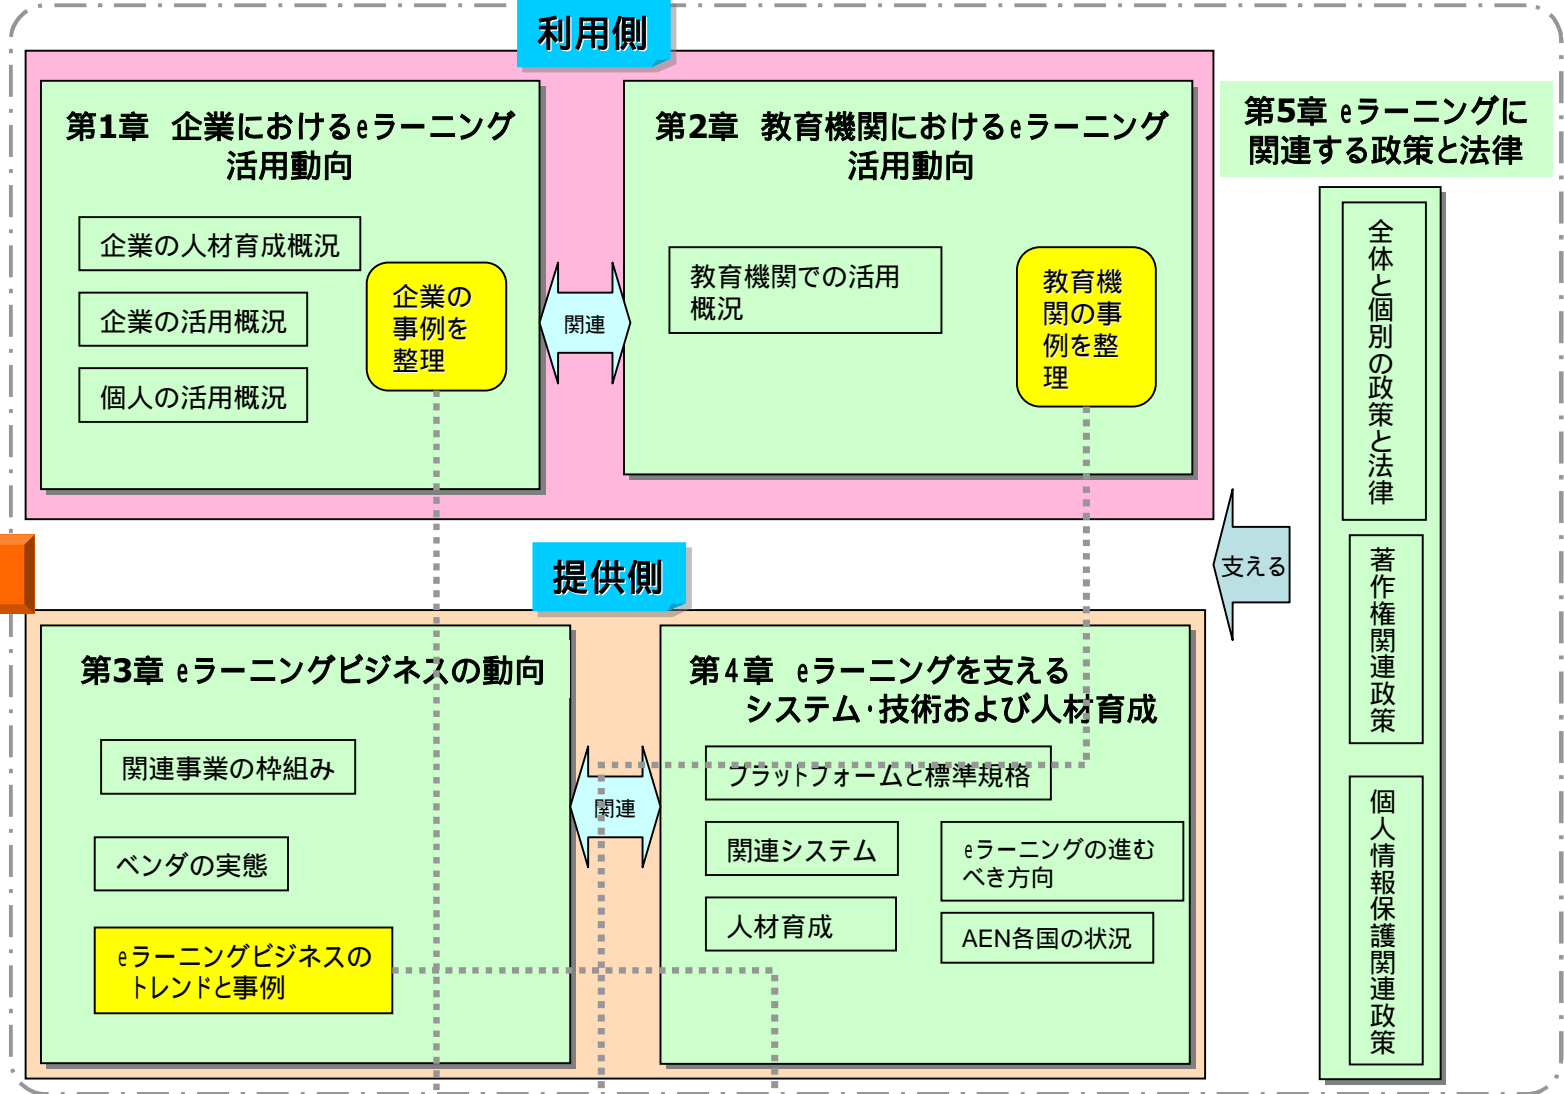 利用側
第1章 企業におけるeラーニング
活用動向
企業の人材育成概況
企業の活用概況
個人の活用概況
企業の
事例を
整理
関連
第2章 教育機関におけるeラーニング
活用動向
教育機関での活用
概況
教育機
関の事
例を整
理
第5章 eラーニングに
関連する政策と法律
全体と個別の政策と法律
著作権関連政策
個人情報保護関連政策
支える
提供側
第3章 eラーニングビジネスの動向
関連事業の枠組み
ベンダの実態
eラーニングビジネスの
トレンドと事例
関連
第4章 eラーニングを支える
システム・技術および人材育成
プラットフォームと標準規格
関連システム
人材育成
eラーニングの進む
べき方向
AEN各国の状況